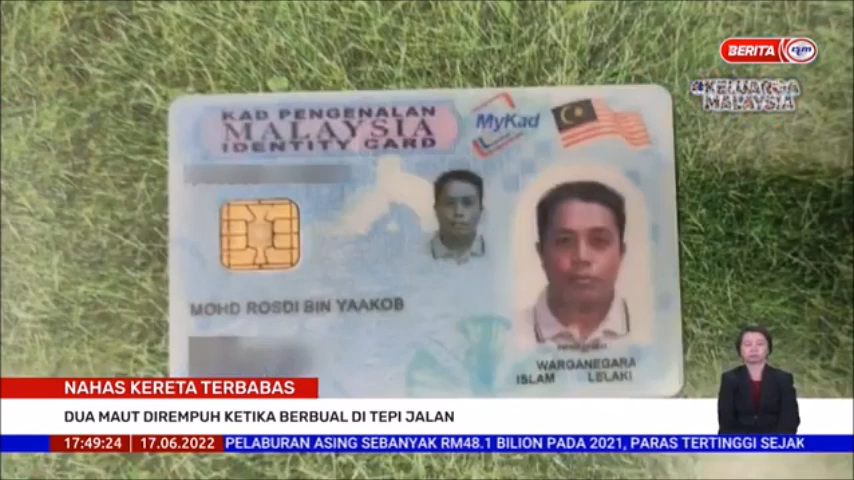 BERITA rtm
#KELUARGA
MALAYSIA
KAD PENGENALAN
MALAYSIA
IDENTITY CARD
MyKad
MOHD ROSDI BIN YAAKOB
WARGANEGARA
ISLAM LELAKI
NAHAS KERETA TERBABAS
DUA MAUT DIREMPUH KETIKA BERBUAL DI TEPI JALAN
17:49:24 17.06.2022 PELABURAN ASING SEBANYAK RM48.1 BILION PADA 2021, PARAS TERTINGGI SEJAK